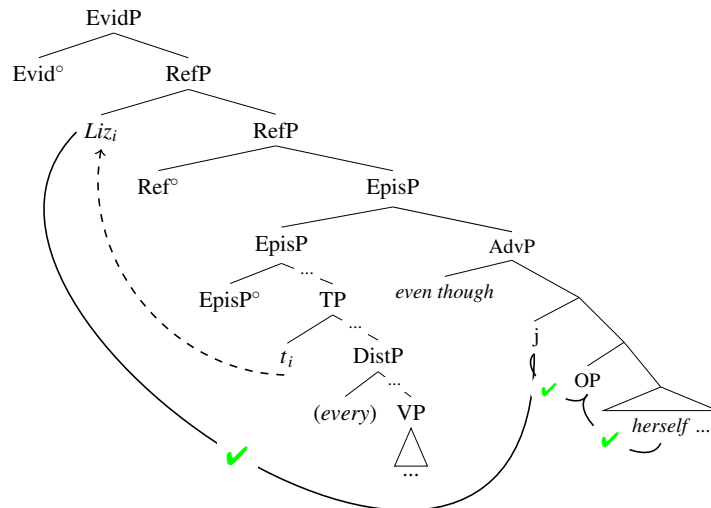 EvidP
Evid° RefP
Liz_i RefP
Ref° EpisP
EpisP AdvP
EpisP° ... TP even though
t_i ... DistP j
(every) ... VP OP
... herself ...